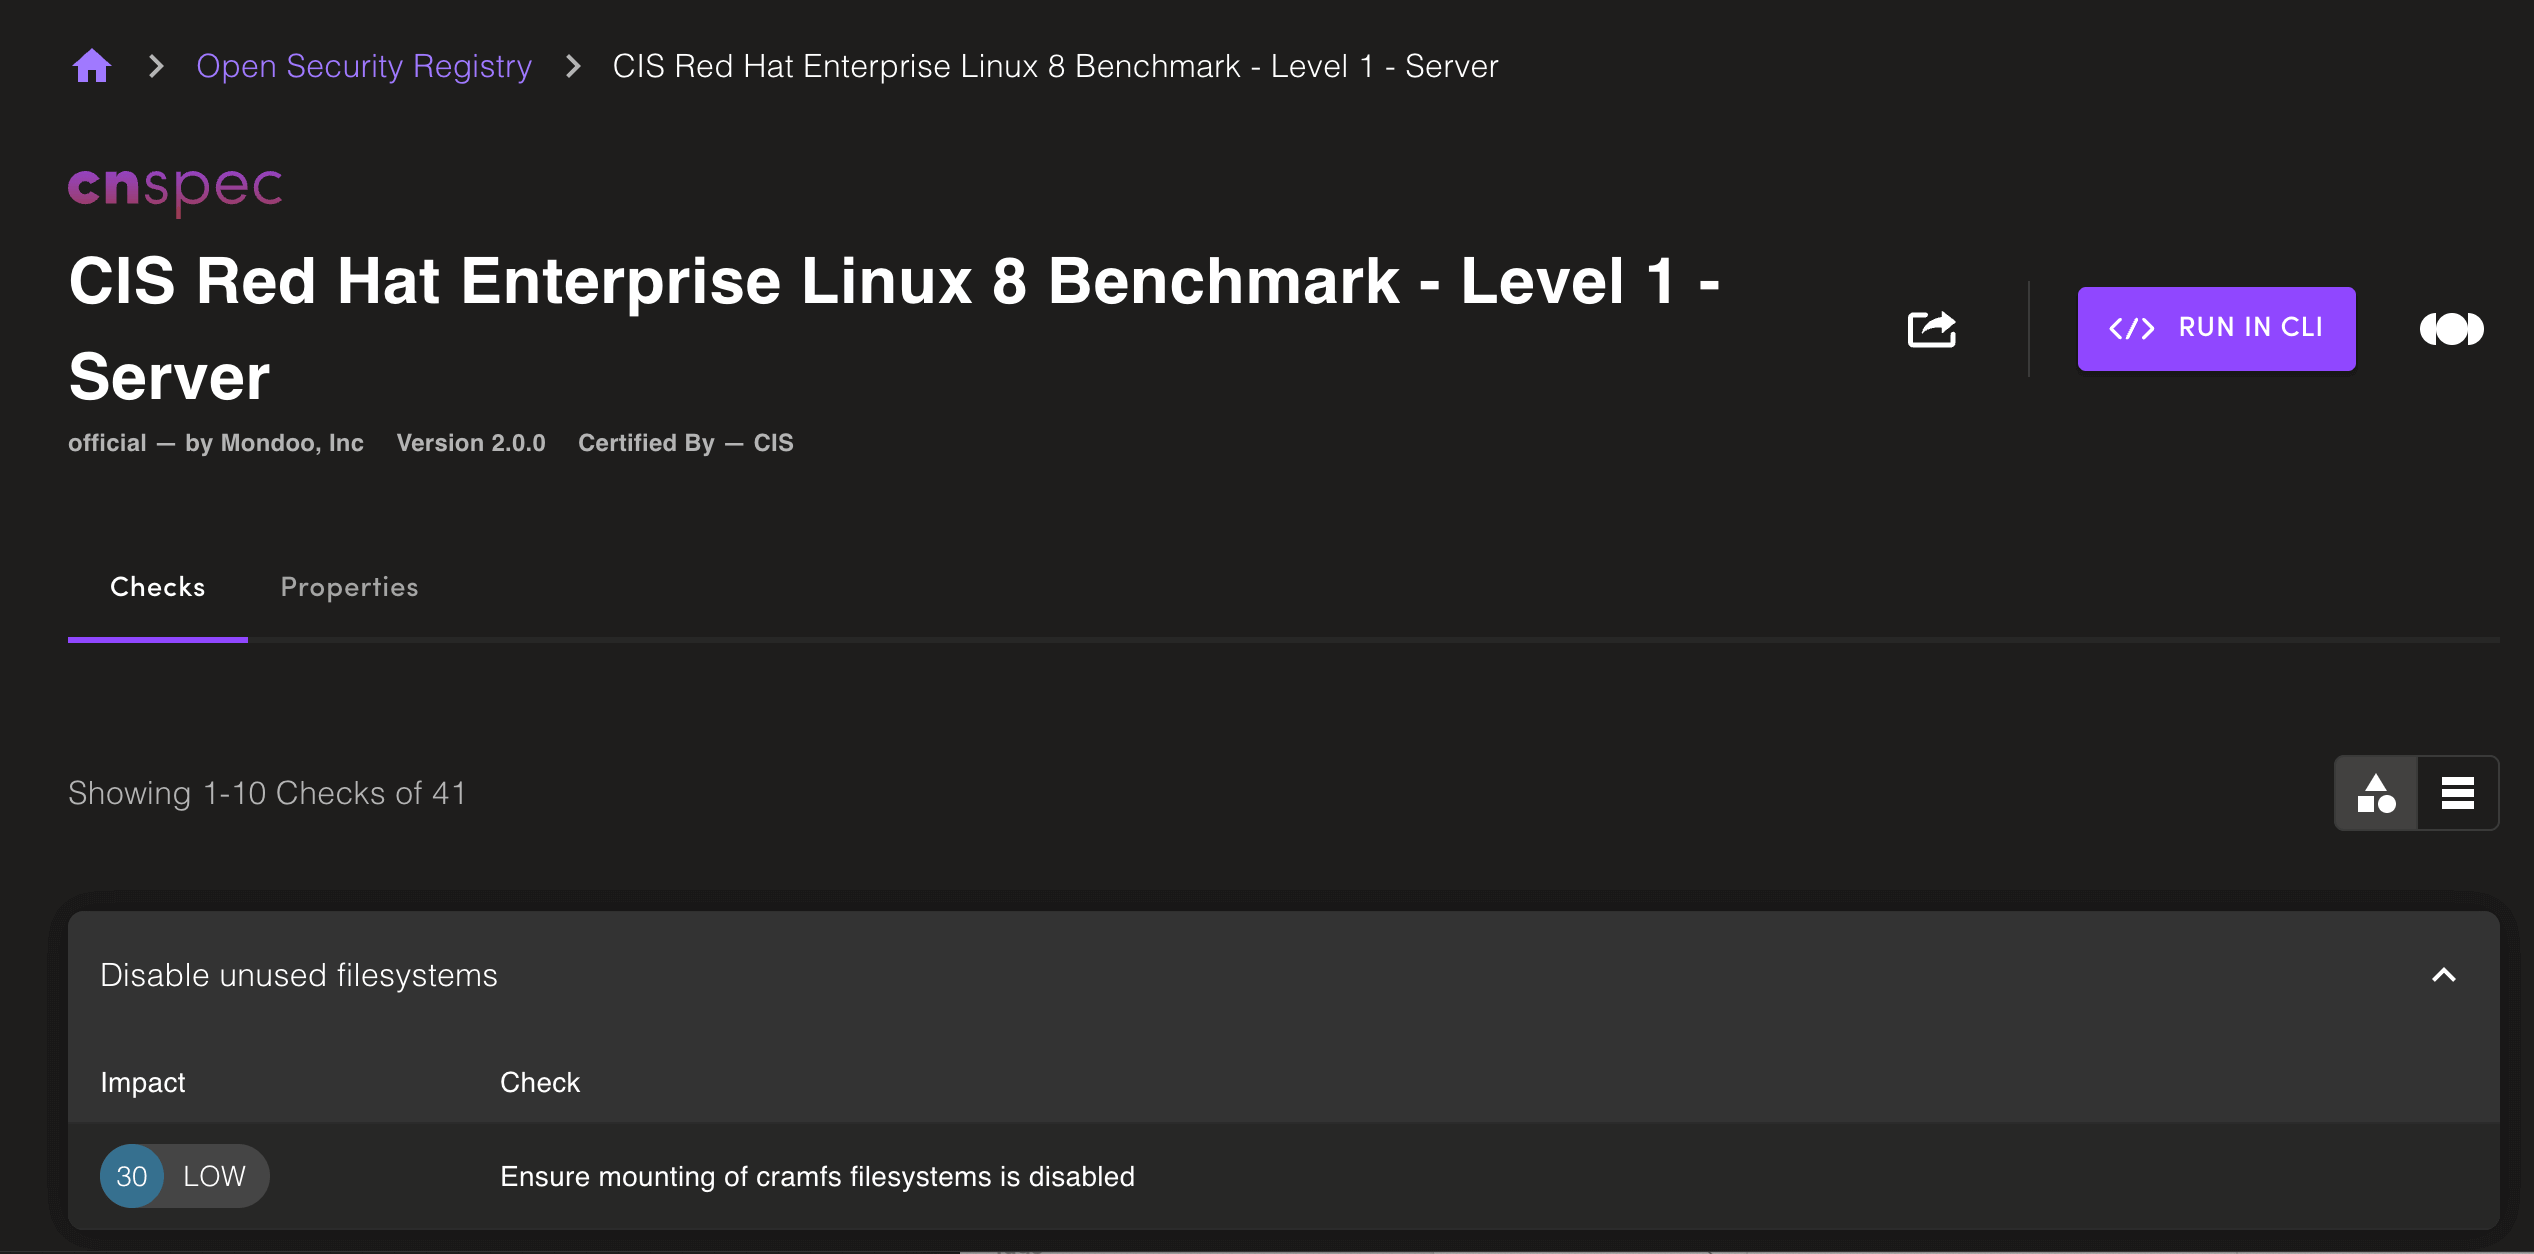 Open Security Registry > CIS Red Hat Enterprise Linux 8 Benchmark - Level 1 - Server
cnspec
CIS Red Hat Enterprise Linux 8 Benchmark - Level 1 -
Server
official — by Mondoo, Inc Version 2.0.0 Certified By — CIS
</> RUN IN CLI
Checks Properties
Showing 1-10 Checks of 41
Disable unused filesystems
Impact Check
30 LOW Ensure mounting of cramfs filesystems is disabled